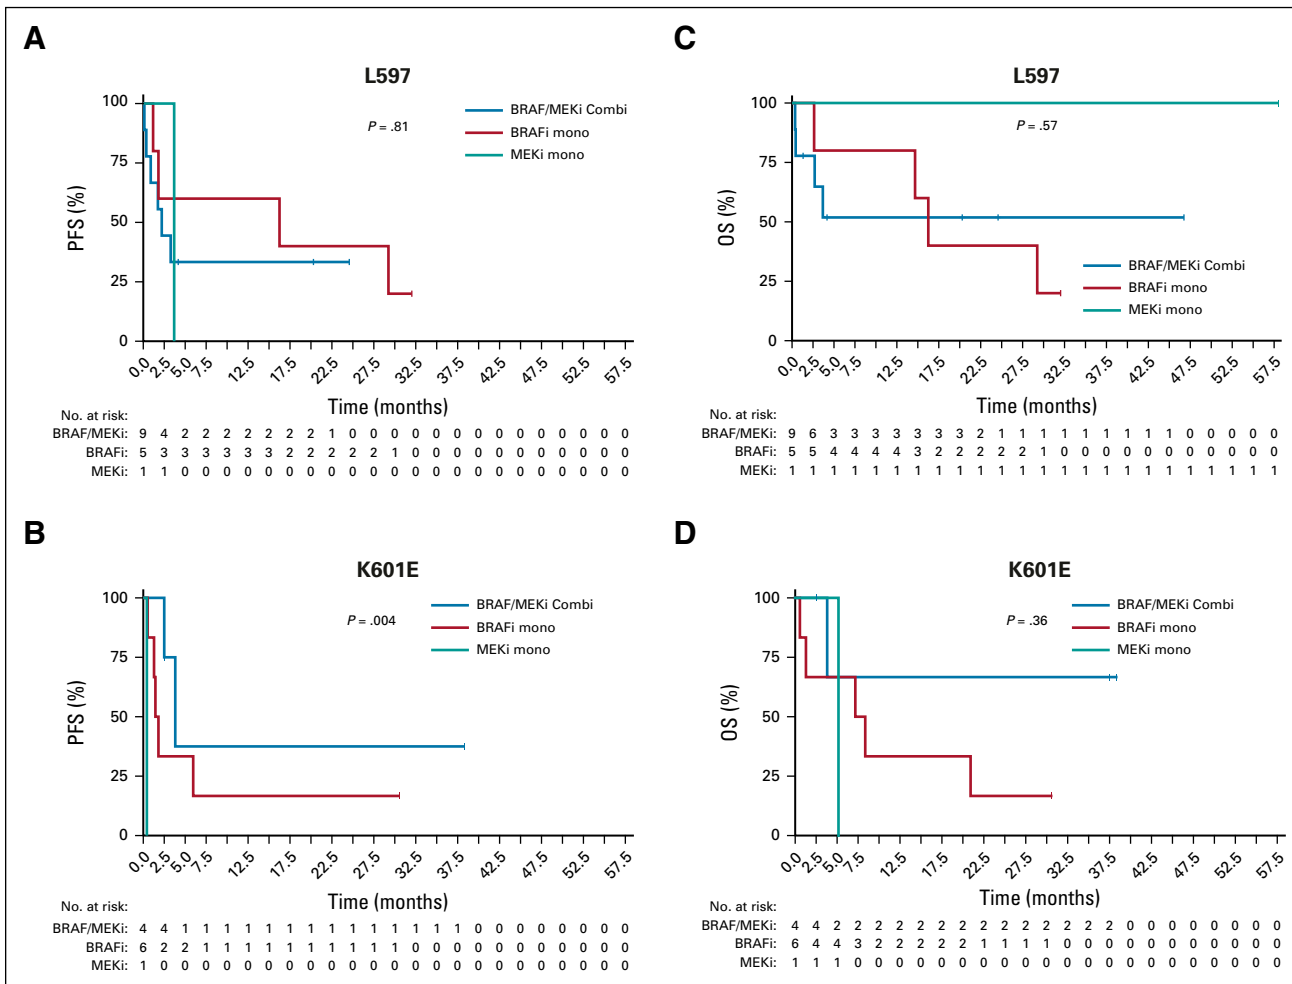 A
L597
P = .81
BRAF/MEKi Combi
BRAFi mono
MEKi mono
PFS (%)
100
75
50
25
0
0.0 2.5 5.0 7.5 12.5 17.5 22.5 27.5 32.5 37.5 42.5 47.5 52.5 57.5
Time (months)
No. at risk:
BRAF/MEKi: 9 4 2 2 2 2 2 2 2 1 0 0 0 0 0 0 0 0 0 0 0 0 0 0
BRAFi: 5 3 3 3 3 3 3 2 2 2 2 2 1 0 0 0 0 0 0 0 0 0 0 0
MEKi: 1 1 0 0 0 0 0 0 0 0 0 0 0 0 0 0 0 0 0 0 0 0 0 0
C
L597
P = .57
BRAF/MEKi Combi
BRAFi mono
MEKi mono
OS (%)
100
75
50
25
0
0.0 2.5 5.0 7.5 12.5 17.5 22.5 27.5 32.5 37.5 42.5 47.5 52.5 57.5
Time (months)
No. at risk:
BRAF/MEKi: 9 6 3 3 3 3 3 3 3 2 1 1 1 1 1 1 1 1 1 0 0 0 0 0
BRAFi: 5 5 4 4 4 4 3 2 2 2 2 2 1 0 0 0 0 0 0 0 0 0 0 0
MEKi: 1 1 1 1 1 1 1 1 1 1 1 1 1 1 1 1 1 1 1 1 1 1 1 1
B
K601E
P = .004
BRAF/MEKi Combi
BRAFi mono
MEKi mono
PFS (%)
100
75
50
25
0
0.0 2.5 5.0 7.5 12.5 17.5 22.5 27.5 32.5 37.5 42.5 47.5 52.5 57.5
Time (months)
No. at risk:
BRAF/MEKi: 4 4 1 1 1 1 1 1 1 1 1 1 1 1 1 1 0 0 0 0 0 0 0 0
BRAFi: 6 2 2 1 1 1 1 1 1 1 1 1 1 0 0 0 0 0 0 0 0 0 0 0
MEKi: 1 0 0 0 0 0 0 0 0 0 0 0 0 0 0 0 0 0 0 0 0 0 0 0
D
K601E
P = .36
BRAF/MEKi Combi
BRAFi mono
MEKi mono
OS (%)
100
75
50
25
0
0.0 2.5 5.0 7.5 12.5 17.5 22.5 27.5 32.5 37.5 42.5 47.5 52.5 57.5
Time (months)
No. at risk:
BRAF/MEKi: 4 4 2 2 2 2 2 2 2 2 2 2 2 2 2 2 0 0 0 0 0 0 0 0
BRAFi: 6 4 4 3 2 2 2 2 2 1 1 1 1 0 0 0 0 0 0 0 0 0 0 0
MEKi: 1 1 1 0 0 0 0 0 0 0 0 0 0 0 0 0 0 0 0 0 0 0 0 0